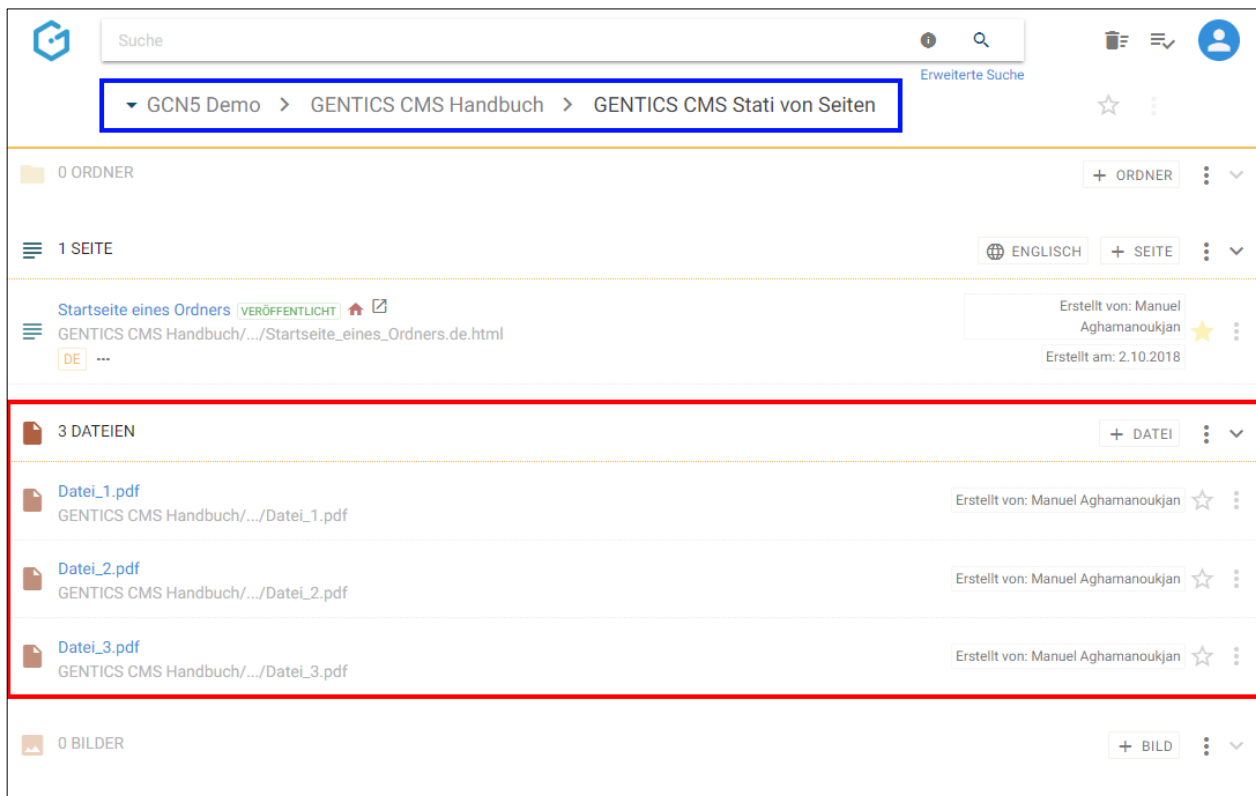 Suche
Erweiterte Suche
GCN5 Demo > GENTICS CMS Handbuch > GENTICS CMS Stati von Seiten
0 ORDNER
+ ORDNER
1 SEITE
ENGLISCH
+ SEITE
Startseite eines Ordners VERÖFFENTLICHT
GENTICS CMS Handbuch/.../Startseite_eines_Ordners.de.html
DE ...
Erstellt von: Manuel
Aghamanoukjan
Erstellt am: 2.10.2018
3 DATEIEN
+ DATEI
Datei_1.pdf
GENTICS CMS Handbuch/.../Datei_1.pdf
Erstellt von: Manuel Aghamanoukjan
Datei_2.pdf
GENTICS CMS Handbuch/.../Datei_2.pdf
Erstellt von: Manuel Aghamanoukjan
Datei_3.pdf
GENTICS CMS Handbuch/.../Datei_3.pdf
Erstellt von: Manuel Aghamanoukjan
0 BILDER
+ BILD